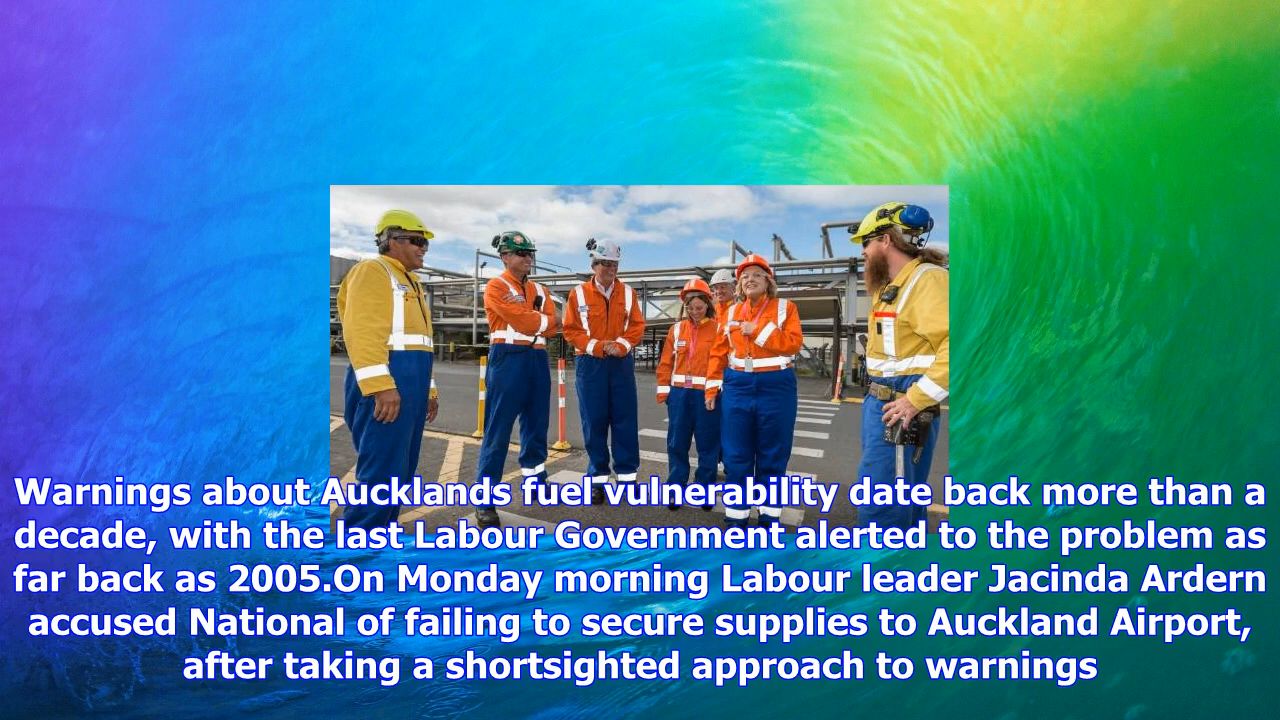 Warnings about Aucklands fuel vulnerability date back more than a
decade, with the last Labour Government alerted to the problem as
far back as 2005.On Monday morning Labour leader Jacinda Ardern
accused National of failing to secure supplies to Auckland Airport,
after taking a shortsighted approach to warnings